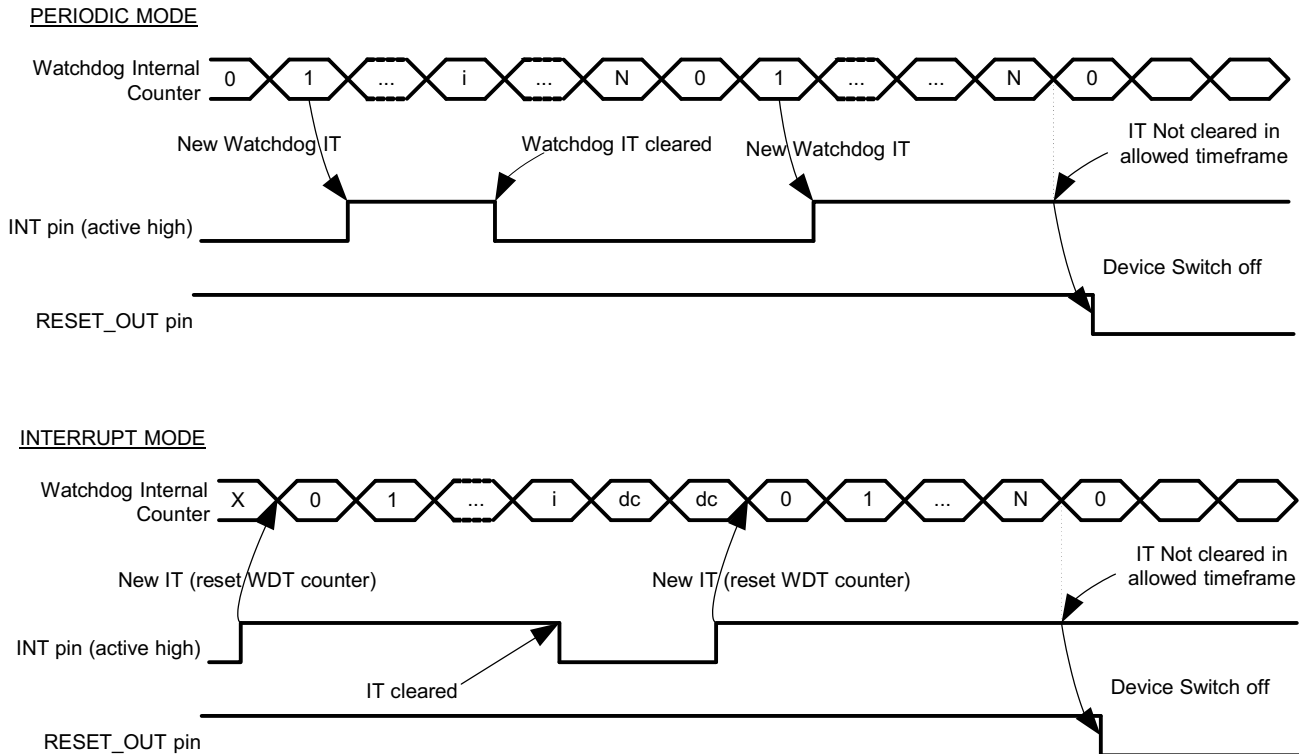 PERIODIC MODE
Watchdog Internal
Counter
0 1 ... i ... N 0 1 ... ... N 0
New Watchdog IT
Watchdog IT cleared
New Watchdog IT
IT Not cleared in
allowed timeframe
INT pin (active high)
Device Switch off
RESET_OUT pin
INTERRUPT MODE
Watchdog Internal
Counter
X 0 1 ... i dc dc 0 1 ... N 0
New IT (reset WDT counter)
New IT (reset WDT counter)
IT Not cleared in
allowed timeframe
INT pin (active high)
IT cleared
Device Switch off
RESET_OUT pin